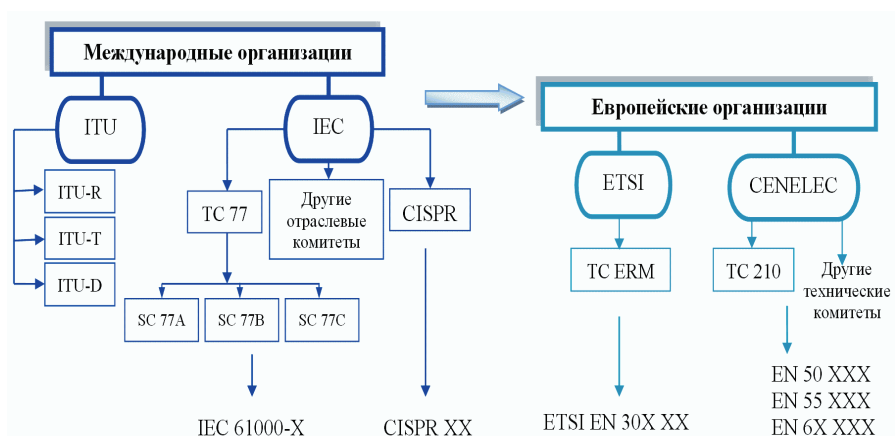 Международные организации
ITU
IEC
ITU-R
ITU-T
ITU-D
TC 77
Другие
отраслевые
комитеты
CISPR
SC 77A
SC 77B
SC 77C
IEC 61000-X
CISPR XX
Европейские организации
ETSI
CENELEC
TC ERM
TC 210
Другие
технические
комитеты
ETSI EN 30X XX
EN 50 XXX
EN 55 XXX
EN 6X XXX